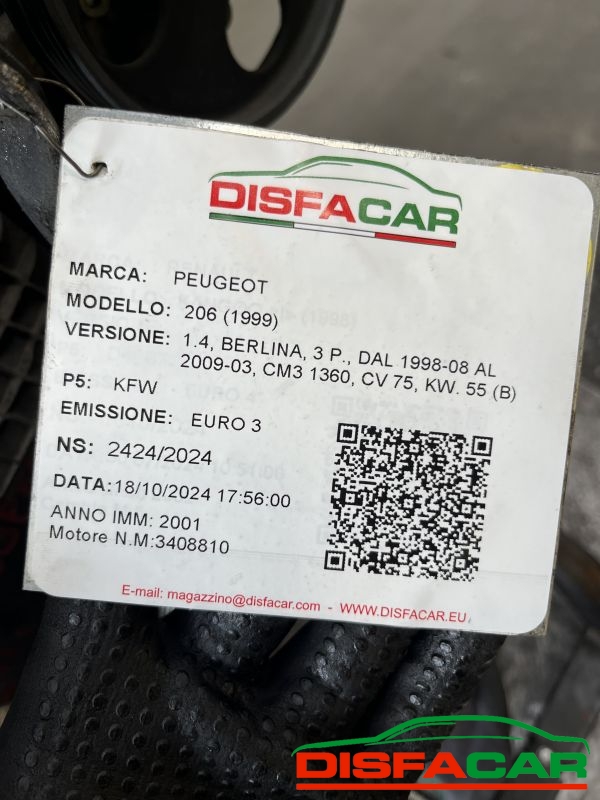 DISFACAR
MARCA: PEUGEOT
MODELLO: 206 (1999)
VERSIONE: 1.4, BERLINA, 3 P., DAL 1998-08 AL
2009-03, CM3 1360, CV 75, KW. 55 (B)
P5: KFW
EMISSIONE: EURO 3
NS: 2424/2024
DATA:18/10/2024 17:56:00
ANNO IMM: 2001
Motore N.M:3408810
E-mail: magazzino@disfacar.com - WWW.DISFACAR.EU
DISFACAR